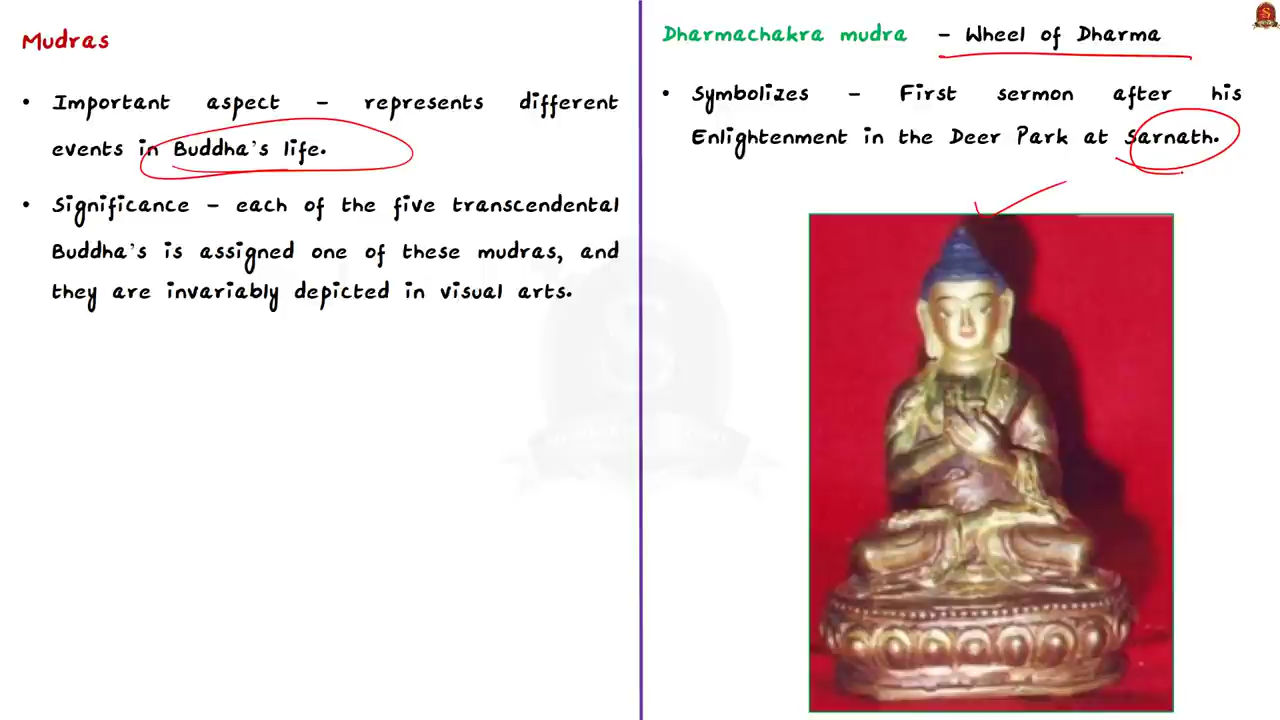 Mudras
• Important aspect – represents different
events in Buddha's life.
• Significance – each of the five transcendental
Buddha's is assigned one of these mudras, and
they are invariably depicted in visual arts.
Dharmachakra mudra – Wheel of Dharma
• Symbolizes – First sermon after his
Enlightenment in the Deer Park at Sarnath.